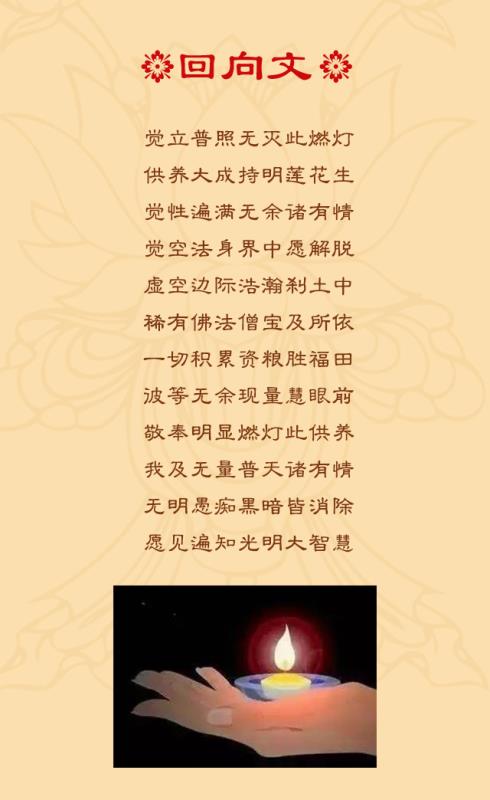 回向文
觉立普照无灭此燃灯
供养大成持明莲花生
觉性遍满无余诸有情
觉空法身界中愿解脱
虚空边际浩瀚刹土中
稀有佛法僧宝及所依
一切积累资粮胜福田
波等无余现量慧眼前
敬奉明显燃灯此供养
我及无量普天诸有情
无明愚痴黑暗皆消除
愿见遍知光明大智慧